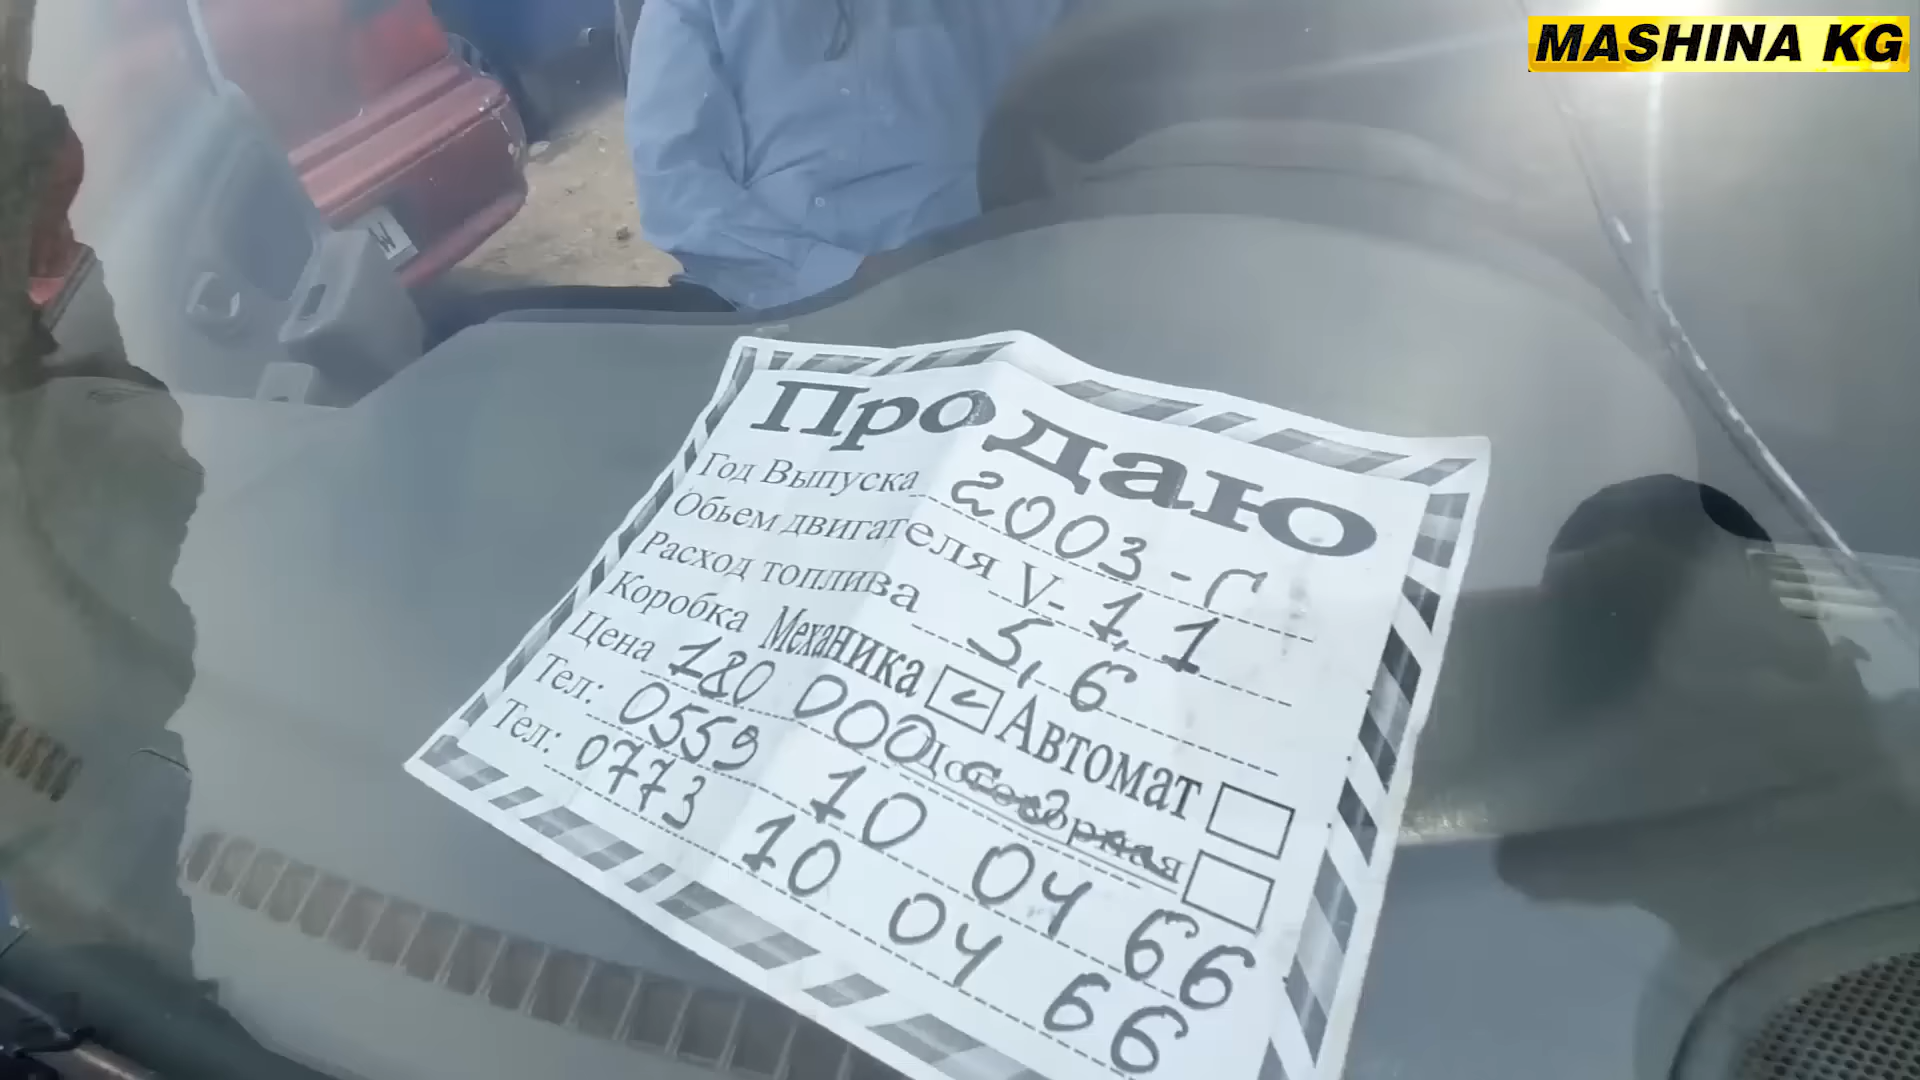 MASHINA KG
Продаю
Год Выпуска 2003-г
Обьем двигателя V- 1,1
Расход топлива 5,6
Коробка Механика Автомат
Цена 180 000 Договорная
Тел: 0559 10 04 66
Тел: 0773 10 04 66